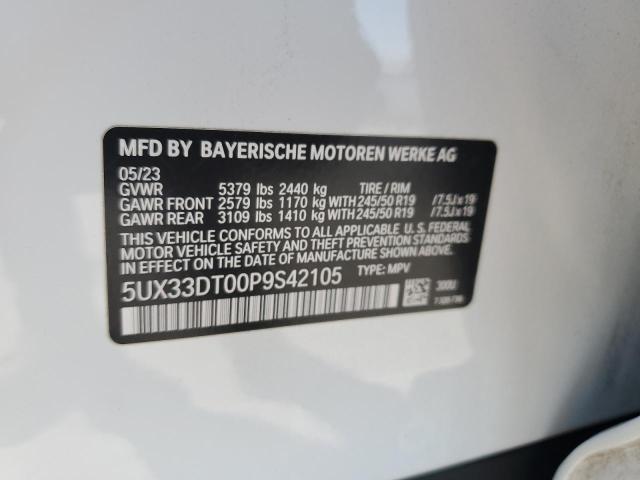 MFD BY BAYERISCHE MOTOREN WERKE AG
05/23
GVWR 5379 lbs 2440 kg TIRE / RIM
GAWR FRONT 2579 lbs 1170 kg WITH 245/50 R19 /7.5J x 19
GAWR REAR 3109 lbs 1410 kg WITH 245/50 R19 /7.5J x 19
THIS VEHICLE CONFORMS TO ALL APPLICABLE U. S. FEDERAL
MOTOR VEHICLE SAFETY AND THEFT PREVENTION STANDARDS
IN EFFECT ON THE DATE OF MANUFACTURE SHOWN ABOVE.
5UX33DT00P9S42105 TYPE: MPV
300U